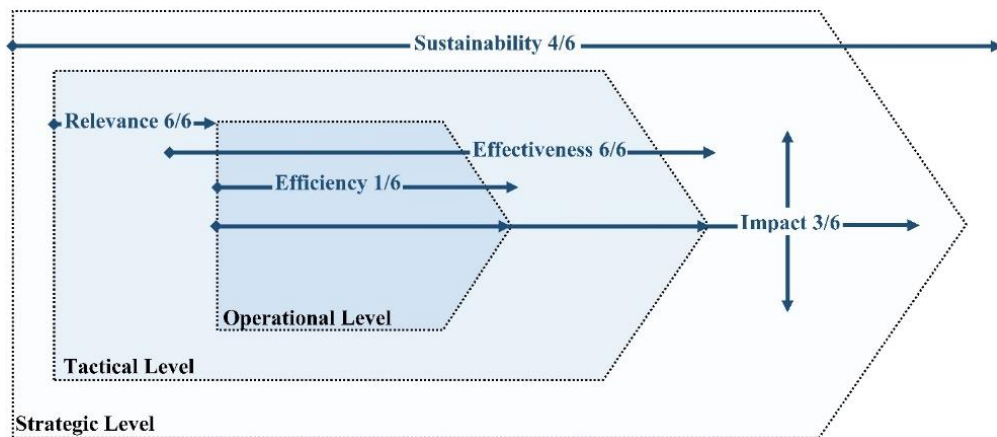 Sustainability 4/6
Relevance 6/6
Effectiveness 6/6
Efficiency 1/6
Impact 3/6
Operational Level
Tactical Level
Strategic Level